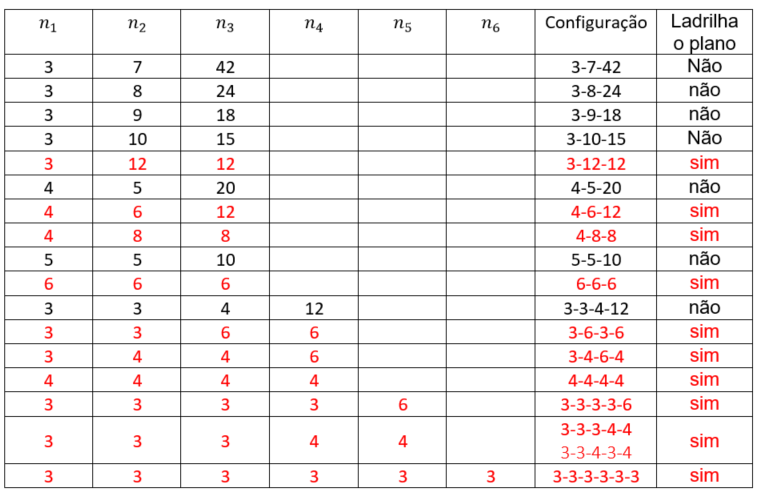 n₁ n₂ n₃ n₄ n₅ n₆ Configuração Ladrilha
o plano
3 7 42 3-7-42 Não
3 8 24 3-8-24 não
3 9 18 3-9-18 não
3 10 15 3-10-15 Não
3 12 12 3-12-12 sim
4 5 20 4-5-20 não
4 6 12 4-6-12 sim
4 8 8 4-8-8 sim
5 5 10 5-5-10 não
6 6 6 6-6-6 sim
3 3 4 12 3-3-4-12 não
3 3 6 6 3-6-3-6 sim
3 4 4 6 3-4-6-4 sim
4 4 4 4 4-4-4-4 sim
3 3 3 3 6 3-3-3-3-6 sim
3 3 3 4 4 3-3-3-4-4 sim
3-3-4-3-4
3 3 3 3 3 3 3-3-3-3-3-3 sim